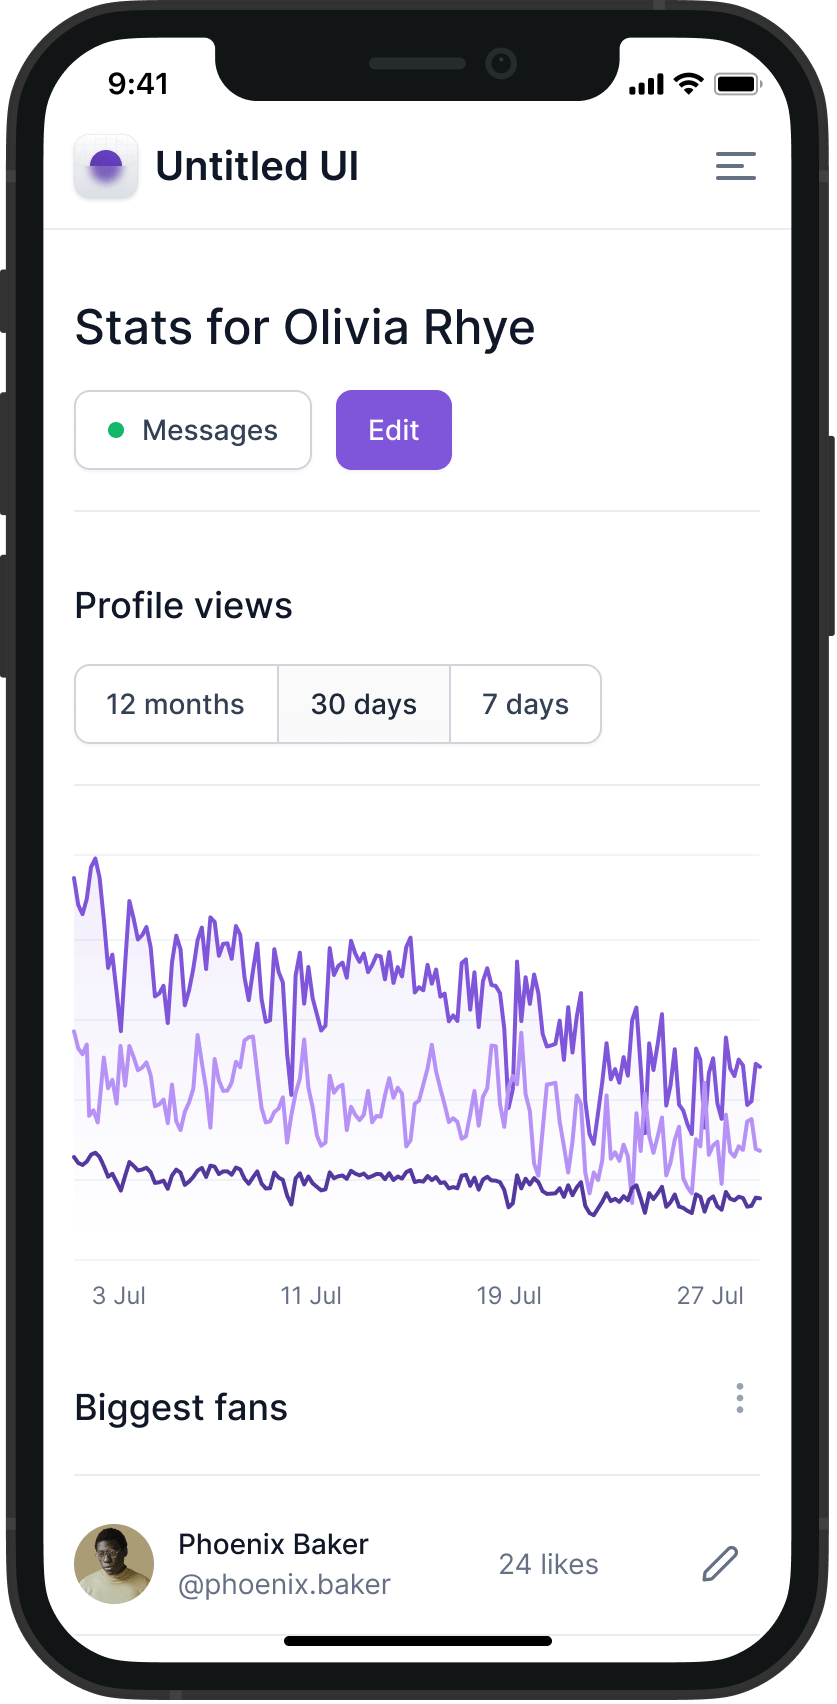 9:41
Untitled UI
Stats for Olivia Rhye
Messages
Edit
Profile views
12 months
30 days
7 days
3 Jul
11 Jul
19 Jul
27 Jul
Biggest fans
Phoenix Baker
@phoenix.baker
24 likes